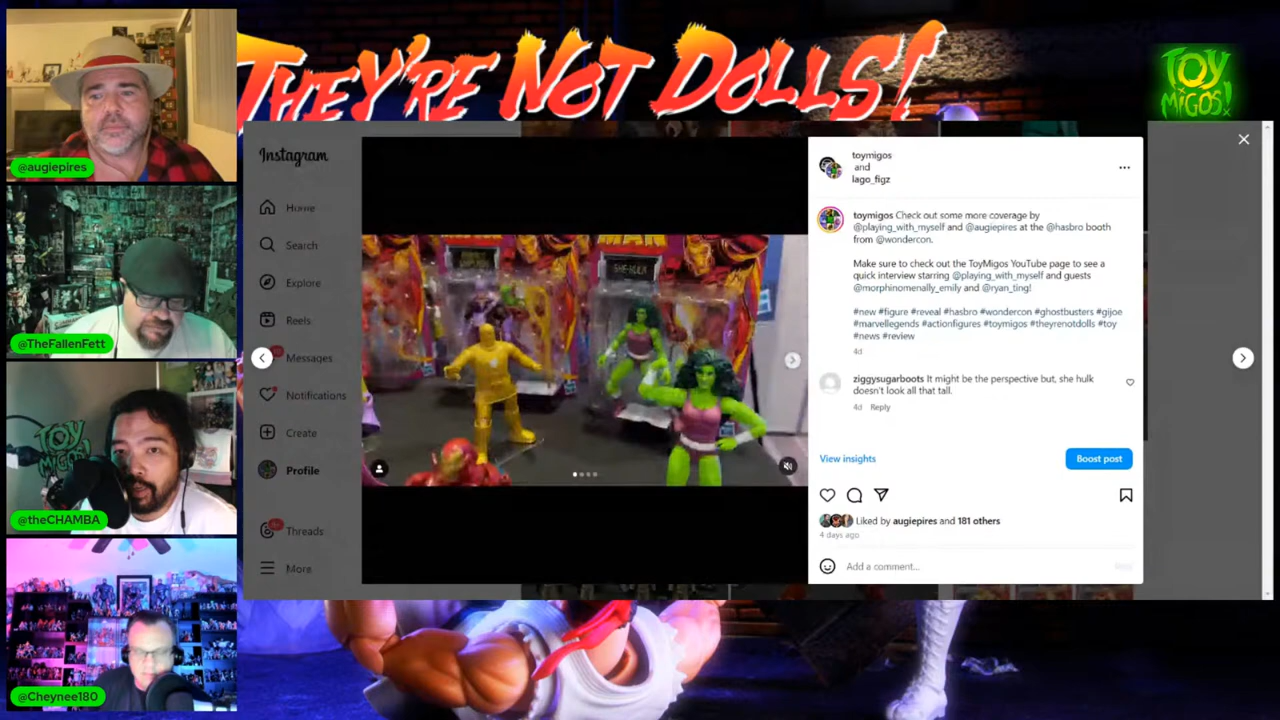 THEY'RE NOT DOLLS!
TOY
MIGOS!
@augiepires
@TheFallenFett
TOY
MIGOS!
@theCHAMBA
@Cheynee180
Instagram
Home
Search
Explore
Reels
Messages
Notifications
Create
Profile
Threads
More
SHE-HULK
toymigos
and
lago_figz
toymigos Check out some more coverage by
@playing_with_myself and @augiepires at the @hasbro booth
from @wondercon.
Make sure to check out the ToyMigos YouTube page to see a
quick interview starring @playing_with_myself and guests
@morphinomenally_emily and @ryan_ting!
#new #figure #reveal #hasbro #wondercon #ghostbusters #gijoe
#marvellegends #actionfigures #toymigos #theyrenotdolls #toy
#news #review
4d
ziggysugarboots It might be the perspective but, she hulk
doesn't look all that tall.
4d Reply
View insights
Boost post
Liked by augiepires and 181 others
4 days ago
Add a comment...
Post